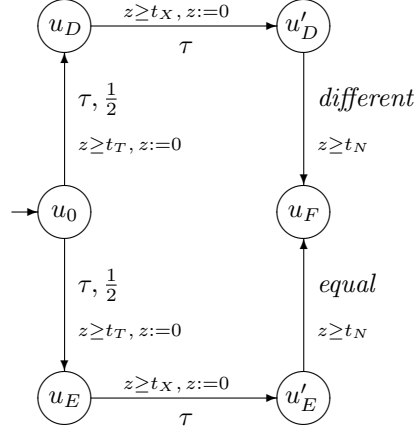 u_D z≥t_X, z:=0 u′_D
τ
τ, 1/2 different
z≥t_T, z:=0 z≥t_N
u_0 u_F
τ, 1/2 equal
z≥t_T, z:=0 z≥t_N
u_E z≥t_X, z:=0 u′_E
τ